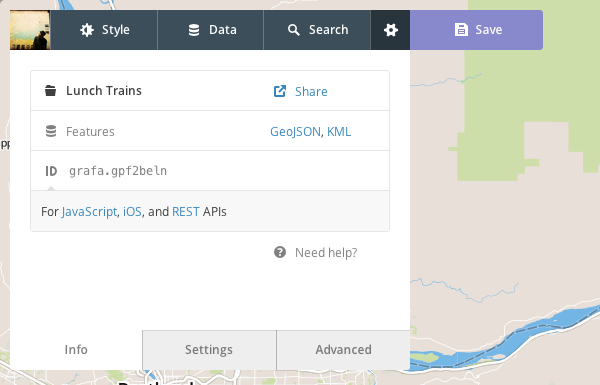 Style Data Search Save
Lunch Trains Share
Features GeoJSON, KML
ID grafa.gpf2beln
For JavaScript, iOS, and REST APIs
Need help?
Info Settings Advanced